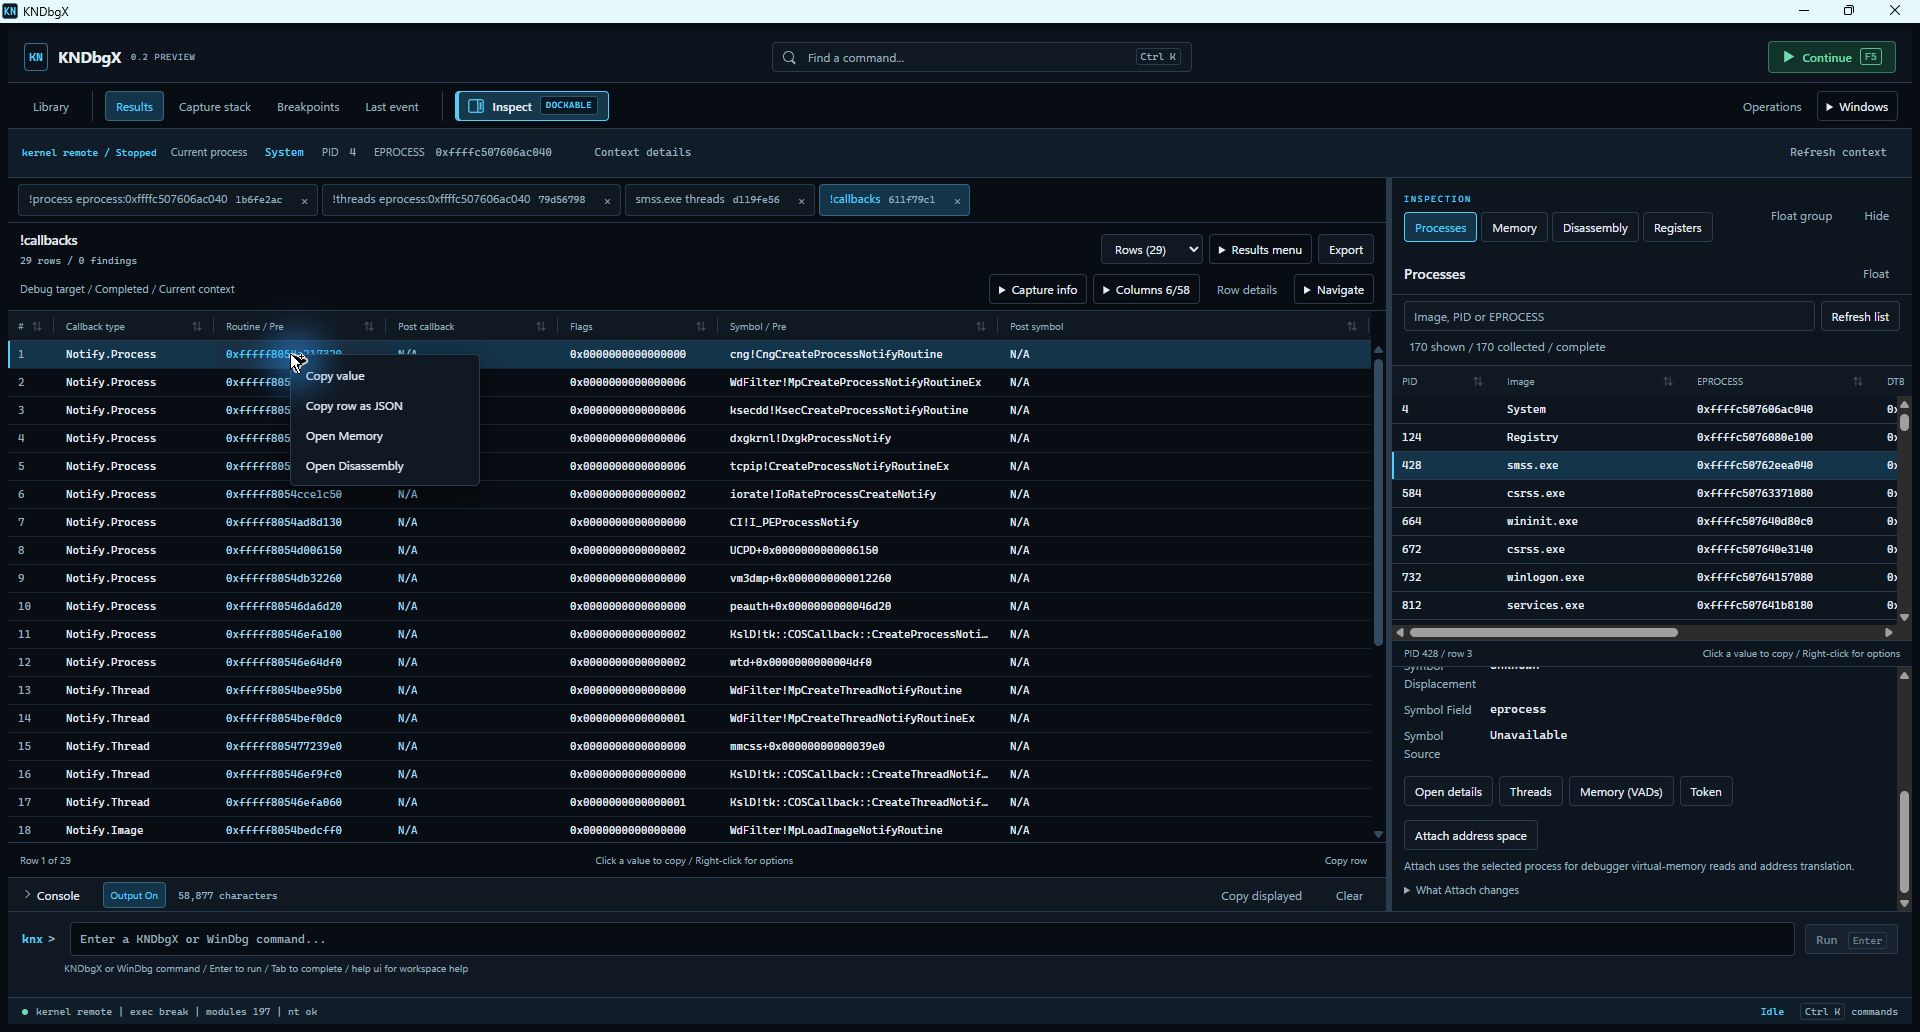 KN KNDbgX
KN KNDbgX 0.2 PREVIEW
Find a command... Ctrl K
Continue F5
Library Results Capture stack Breakpoints Last event Inspect DOCKABLE Operations Windows
kernel remote / Stopped Current process System PID 4 EPROCESS 0xffffc507606ac040 Context details Refresh context
!process eprocess:0xffffc507606ac040 1b6fe2ac × !threads eprocess:0xffffc507606ac040 79d56798 × smss.exe threads d119fe56 × !callbacks 611f79c1 ×
!callbacks
29 rows / 0 findings
Rows (29) Results menu Export
Debug target / Completed / Current context
Capture info Columns 6/58 Row details Navigate
# Callback type Routine / Pre Post callback Flags Symbol / Pre Post symbol
1 Notify.Process 0x0000000000000000 cng!CngCreateProcessNotifyRoutine N/A
2 Notify.Process 0xfffff805 0x0000000000000006 WdFilter!MpCreateProcessNotifyRoutineEx N/A
3 Notify.Process 0xfffff805 0x0000000000000006 ksecdd!KsecCreateProcessNotifyRoutine N/A
4 Notify.Process 0xfffff805 0x0000000000000006 dxgkrnl!DxgkProcessNotify N/A
5 Notify.Process 0xfffff805 0x0000000000000006 tcpip!CreateProcessNotifyRoutineEx N/A
6 Notify.Process 0xfffff8054cce1c50 N/A 0x0000000000000002 iorate!IoRateProcessCreateNotify N/A
7 Notify.Process 0xfffff8054ad8d130 N/A 0x0000000000000000 CI!I_PEProcessNotify N/A
8 Notify.Process 0xfffff8054d006150 N/A 0x0000000000000002 UCPD+0x0000000000006150 N/A
9 Notify.Process 0xfffff8054db32260 N/A 0x0000000000000000 vm3dmp+0x0000000000012260 N/A
10 Notify.Process 0xfffff80546da6d20 N/A 0x0000000000000000 peauth+0x0000000000046d20 N/A
11 Notify.Process 0xfffff80546efa100 N/A 0x0000000000000002 KslD!tk::COSCallback::CreateProcessNoti… N/A
12 Notify.Process 0xfffff80546e64df0 N/A 0x0000000000000002 wtd+0x0000000000004df0 N/A
13 Notify.Thread 0xfffff8054bee95b0 N/A 0x0000000000000000 WdFilter!MpCreateThreadNotifyRoutine N/A
14 Notify.Thread 0xfffff8054bef0dc0 N/A 0x0000000000000001 WdFilter!MpCreateThreadNotifyRoutineEx N/A
15 Notify.Thread 0xfffff805477239e0 N/A 0x0000000000000000 mmcss+0x00000000000039e0 N/A
16 Notify.Thread 0xfffff80546ef9fc0 N/A 0x0000000000000000 KslD!tk::COSCallback::CreateThreadNotif… N/A
17 Notify.Thread 0xfffff80546efa060 N/A 0x0000000000000001 KslD!tk::COSCallback::CreateThreadNotif… N/A
18 Notify.Image 0xfffff8054bedcff0 N/A 0x0000000000000000 WdFilter!MpLoadImageNotifyRoutine N/A
Copy value
Copy row as JSON
Open Memory
Open Disassembly
Row 1 of 29 Click a value to copy / Right-click for options Copy row
INSPECTION
Processes Memory Disassembly Registers Float group Hide
Processes Float
Image, PID or EPROCESS Refresh list
170 shown / 170 collected / complete
PID Image EPROCESS DTB
4 System 0xffffc507606ac040 0x
124 Registry 0xffffc5076080e100 0x
428 smss.exe 0xffffc50762eea040 0x
584 csrss.exe 0xffffc50763371080 0x
664 wininit.exe 0xffffc507640d80c0 0x
672 csrss.exe 0xffffc507640e3140 0x
732 winlogon.exe 0xffffc50764157080 0x
812 services.exe 0xffffc507641b8180 0x
PID 428 / row 3 Click a value to copy / Right-click for options
Symbol Unknown
Displacement
Symbol Field eprocess
Symbol Unavailable
Source
Open details Threads Memory (VADs) Token
Attach address space
Attach uses the selected process for debugger virtual-memory reads and address translation.
What Attach changes
Console Output On 58,877 characters Copy displayed Clear
knx > Enter a KNDbgX or WinDbg command... Run Enter
KNDbgX or WinDbg command / Enter to run / Tab to complete / help ui for workspace help
kernel remote | exec break | modules 197 | nt ok Idle Ctrl K commands